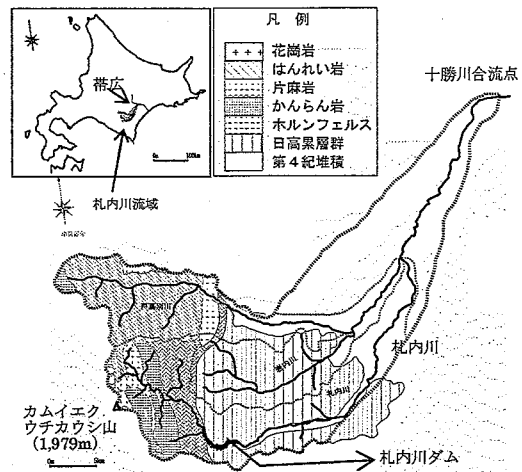 帯広
札内川流域
凡 例
花崗岩
はんれい岩
片麻岩
かんらん岩
ホルンフェルス
日高累層群
第4紀堆積
十勝川合流点
札内川
札内川
カムイエク
ウチカウシ山
(1,979m)
札内川ダム